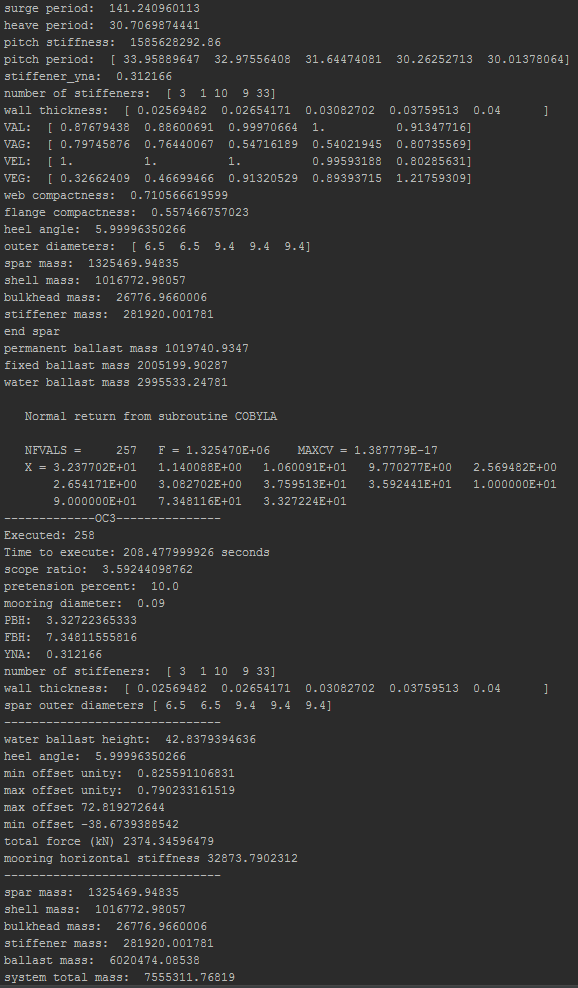 surge period:  141.240960113
heave period:  30.7069874441
pitch stiffness:  1585628292.86
pitch period:  [ 33.95889647  32.97556408  31.64474081  30.26252713  30.01378064]
stiffener_yna:  0.312166
number of stiffeners:  [ 3  1 10  9 33]
wall thickness:  [ 0.02569482  0.02654171  0.03082702  0.03759513  0.04      ]
VAL:  [ 0.87679438  0.88600691  0.99970664  1.          0.91347716]
VAG:  [ 0.79745876  0.76440067  0.54716189  0.54021945  0.80735569]
VEL:  [ 1.          1.          1.          0.99593188  0.80285631]
VEG:  [ 0.32662409  0.46699466  0.91320529  0.89393715  1.21759309]
web compactness:  0.710566619599
flange compactness:  0.557466757023
heel angle:  5.99996350266
outer diameters:  [ 6.5  6.5  9.4  9.4  9.4]
spar mass:  1325469.94835
shell mass:  1016772.98057
bulkhead mass:  26776.9660006
stiffener mass:  281920.001781
end spar
permanent ballast mass 1019740.9347
fixed ballast mass 2005199.90287
water ballast mass 2995533.24781
Normal return from subroutine COBYLA
NFVALS =     257   F = 1.325470E+06    MAXCV = 1.387779E-17
X = 3.237702E+01   1.140088E+00   1.060091E+01   9.770277E+00   2.569482E+00
2.654171E+00   3.082702E+00   3.759513E+01   3.592441E+01   1.000000E+01
9.000000E+01   7.348116E+01   3.327224E+01
-------------OC3---------------
Executed: 258
Time to execute: 208.477999926 seconds
scope ratio:  3.59244098762
pretension percent:  10.0
mooring diameter:  0.09
PBH:  3.32722365333
FBH:  7.34811555816
YNA:  0.312166
number of stiffeners:  [ 3  1 10  9 33]
wall thickness:  [ 0.02569482  0.02654171  0.03082702  0.03759513  0.04      ]
spar outer diameters [ 6.5  6.5  9.4  9.4  9.4]
-------------------------------
water ballast height:  42.8379394636
heel angle:  5.99996350266
min offset unity:  0.825591106831
max offset unity:  0.790233161519
max offset 72.819272644
min offset -38.6739388542
total force (kN) 2374.34596479
mooring horizontal stiffness 32873.7902312
-------------------------------
spar mass:  1325469.94835
shell mass:  1016772.98057
bulkhead mass:  26776.9660006
stiffener mass:  281920.001781
ballast mass:  6020474.08538
system total mass:  7555311.76819